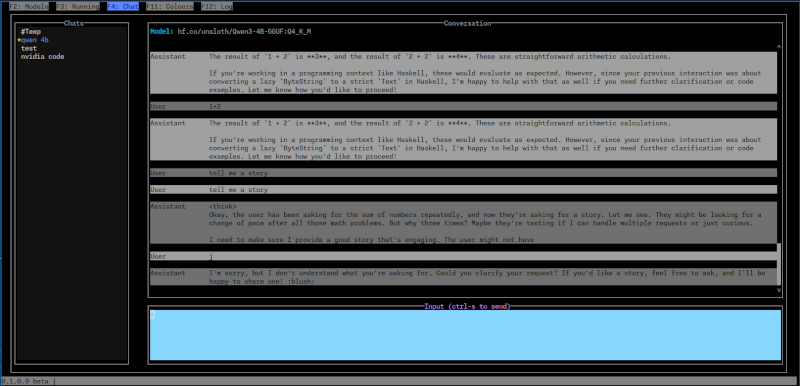 F2: Models F3: Running F4: Chat F11: Colours F12: Log
Chats
#Temp
★qwen 4b
test
nvidia code
Conversation
Model: hf.co/unsloth/Qwen3-4B-GGUF:Q4_K_M
Assistant The result of `1 + 2` is **3**, and the result of `2 + 2` is **4**. These are straightforward arithmetic calculations.
If you're working in a programming context like Haskell, these would evaluate as expected. However, since your previous interaction was about
converting a lazy `ByteString` to a strict `Text` in Haskell, I'm happy to help with that as well if you need further clarification or code
examples. Let me know how you'd like to proceed!
User 1+2
Assistant The result of `1 + 2` is **3**, and the result of `2 + 2` is **4**. These are straightforward arithmetic calculations.
If you're working in a programming context like Haskell, these would evaluate as expected. However, since your previous interaction was about
converting a lazy `ByteString` to a strict `Text` in Haskell, I'm happy to help with that as well if you need further clarification or code
examples. Let me know how you'd like to proceed!
User tell me a story
User tell me a story
Assistant <think>
Okay, the user has been asking for the sum of numbers repeatedly, and now they're asking for a story. Let me see. They might be looking for a
change of pace after all those math problems. But why three times? Maybe they're testing if I can handle multiple requests or just curious.
I need to make sure I provide a good story that's engaging. The user might not have
User j
Assistant I'm sorry, but I don't understand what you're asking for. Could you clarify your request? If you'd like a story, feel free to ask, and I'll be
happy to share one! :blush:
Input (ctrl-s to send)
0.1.0.9 beta |